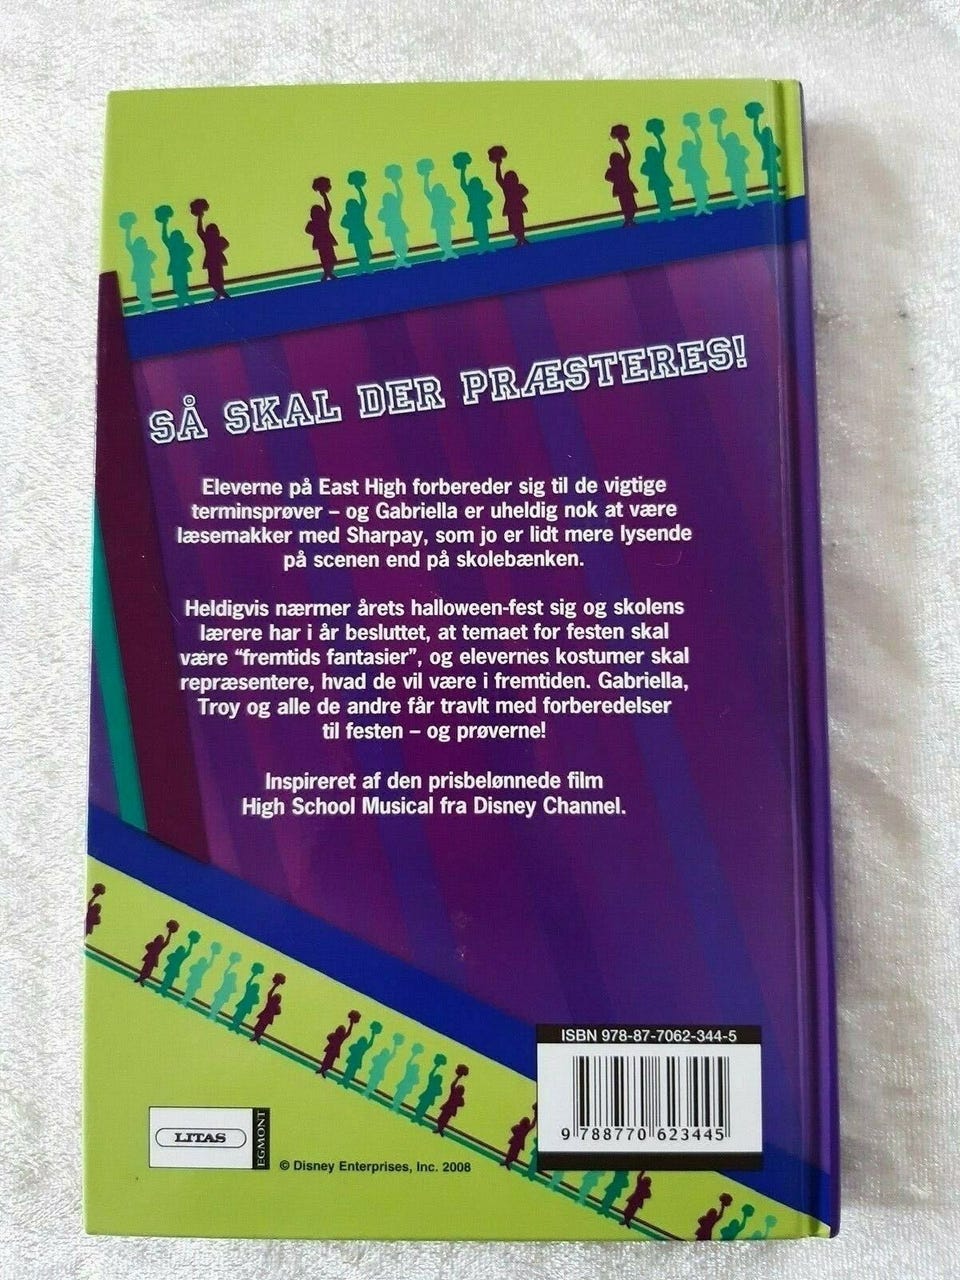 SÅ SKAL DER PRÆSTERES!
Eleverne på East High forbereder sig til de vigtige
terminsprøver – og Gabriella er uheldig nok at være
læsemakker med Sharpay, som jo er lidt mere lysende
på scenen end på skolebænken.
Heldigvis nærmer årets halloween-fest sig og skolens
lærere har i år besluttet, at temaet for festen skal
være “fremtids fantasier”, og elevernes kostumer skal
repræsentere, hvad de vil være i fremtiden. Gabriella,
Troy og alle de andre får travlt med forberedelser
til festen – og prøverne!
Inspireret af den prisbelønnede film
High School Musical fra Disney Channel.
ISBN 978-87-7062-344-5
9 788770 623445
LITAS
EGMONT
© Disney Enterprises, Inc. 2008